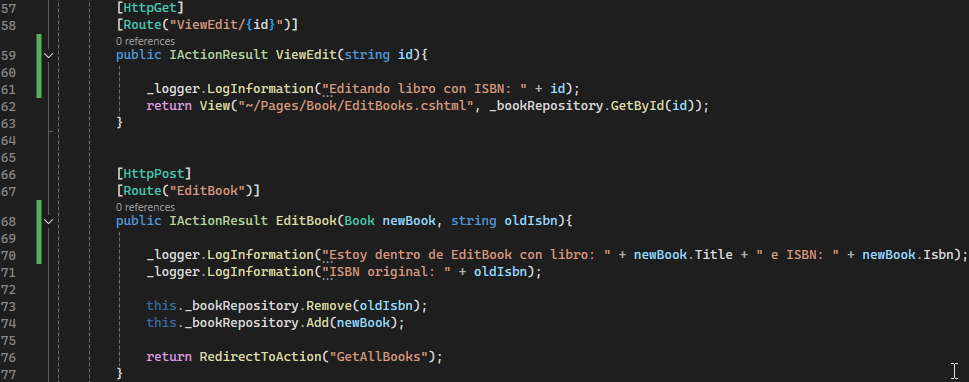 57 [HttpGet]
58 [Route("ViewEdit/{id}")]
0 references
59 public IActionResult ViewEdit(string id){
60
61 _logger.LogInformation("Editando libro con ISBN: " + id);
62 return View("~/Pages/Book/EditBooks.cshtml", _bookRepository.GetById(id));
63 }
64
65
66 [HttpPost]
67 [Route("EditBook")]
0 references
68 public IActionResult EditBook(Book newBook, string oldIsbn){
69
70 _logger.LogInformation("Estoy dentro de EditBook con libro: " + newBook.Title + " e ISBN: " + newBook.Isbn);
71 _logger.LogInformation("ISBN original: " + oldIsbn);
72
73 this._bookRepository.Remove(oldIsbn);
74 this._bookRepository.Add(newBook);
75
76 return RedirectToAction("GetAllBooks");
77 }